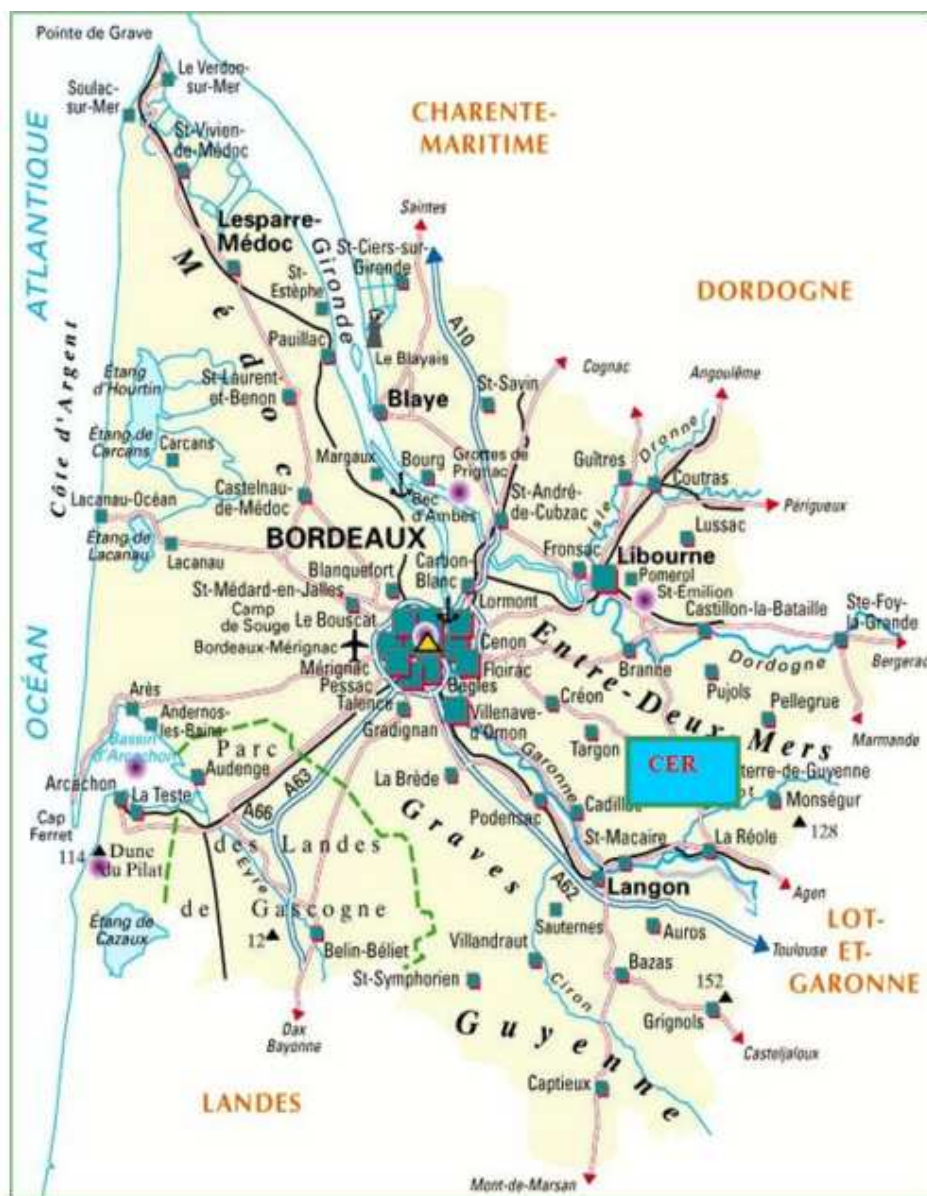 Pointe de Grave
Le Verdon-
sur-Mer
Soulac-
sur-Mer
CHARENTE-
MARITIME
St-Vivien-
de-Médoc
ATLANTIQUE
Saintes
Lesparre-
Médoc
St-Ciers-sur-
Gironde
Gironde
Médoc
St-
Estèphe
DORDOGNE
A10
Pauillac
Le Blayais
Cognac
Angoulême
Côte d'Argent
Étang
d'Hourtin
St-Laurent-
et-Benon
St-Savin
Blaye
Étang de
Carcans
Carcans
Margaux
Bourg
Grottes de
Prignac
Guîtres
Dronne
Coutras
Lacanau-Océan
Castelnau-
de-Médoc
Bec
d'Ambès
St-André-
de-Cubzac
Isle
Périgueux
Lussac
Étang de
Lacanau
Lacanau
BORDEAUX
Carbon-
Blanc
Fronsac
Libourne
Blanquefort
Pomerol
St-Médard-en-Jalles
Lormont
St-Émilion
Camp
de Souge
Le Bouscat
Castillon-la-Bataille
Ste-Foy-
la-Grande
Bordeaux-Mérignac
Cenon
Entre-Deux Mers
Mérignac
Floirac
Branne
Dordogne
Bergerac
OCÉAN
Pessac
Bègles
Pujols
Arès
Talence
Créon
Pellegrue
Andernos-
les-Bains
Gradignan
Villenave-
d'Ornon
Marmande
Bassin
d'Arcachon
Parc
des Landes
de Gascogne
Targon
CER
Audenge
A63
La Brède
Garonne
terre-de-Guyenne
Arcachon
La Teste
A66
Podensac
Cadillac
Monségur
Cap
Ferret
Graves
St-Macaire
La Réole
128
114
Dune
du Pilat
Eyre
A62
Langon
Agen
Étang de
Cazaux
12
Sauternes
Auros
Toulouse
LOT-
ET-
GARONNE
Belin-Béliet
Villandraut
Bazas
St-Symphorien
Ciron
152
Grignols
Dax
Bayonne
Guyenne
Casteljaloux
LANDES
Captieux
Mont-de-Marsan